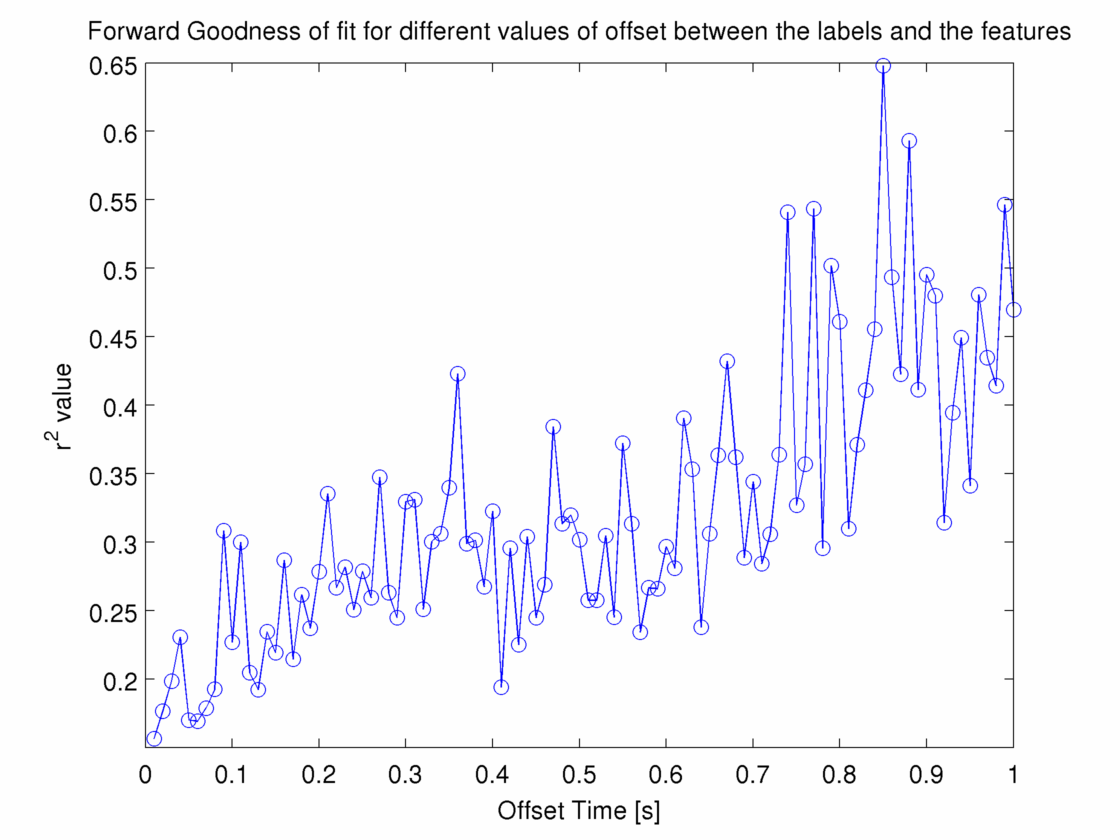 Forward Goodness of fit for different values of offset between the labels and the features
0.65
0.6
0.55
0.5
0.45
0.4
0.35
0.3
0.25
0.2
r² value
0 0.1 0.2 0.3 0.4 0.5 0.6 0.7 0.8 0.9 1
Offset Time [s]